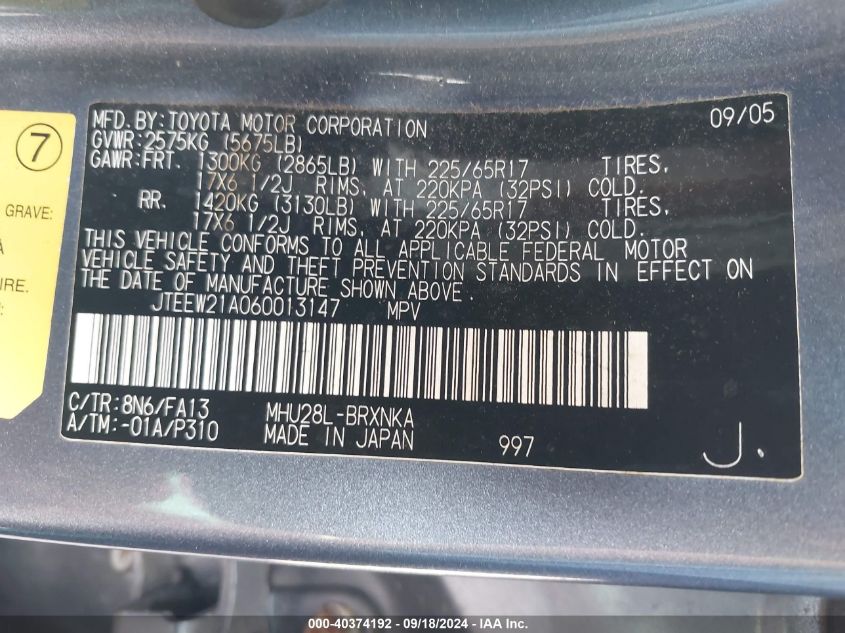 MFD. BY: TOYOTA MOTOR CORPORATION 09/05
GVWR: 2575KG (5675LB)
GAWR: FRT. 1300KG (2865LB) WITH 225/65R17 TIRES,
17X6 1/2J RIMS, AT 220KPA (32PSI) COLD.
RR. 1420KG (3130LB) WITH 225/65R17 TIRES,
17X6 1/2J RIMS, AT 220KPA (32PSI) COLD.
THIS VEHICLE CONFORMS TO ALL APPLICABLE FEDERAL MOTOR
VEHICLE SAFETY AND THEFT PREVENTION STANDARDS IN EFFECT ON
THE DATE OF MANUFACTURE SHOWN ABOVE.
JTEEW21A060013147 MPV
C/TR: 8N6/FA13 MHU28L-BRXNKA
A/TM: -01A/P310 MADE IN JAPAN 997 J.
7
GRAVE:
A
IRE
000-40374192 - 09/18/2024 - IAA Inc.